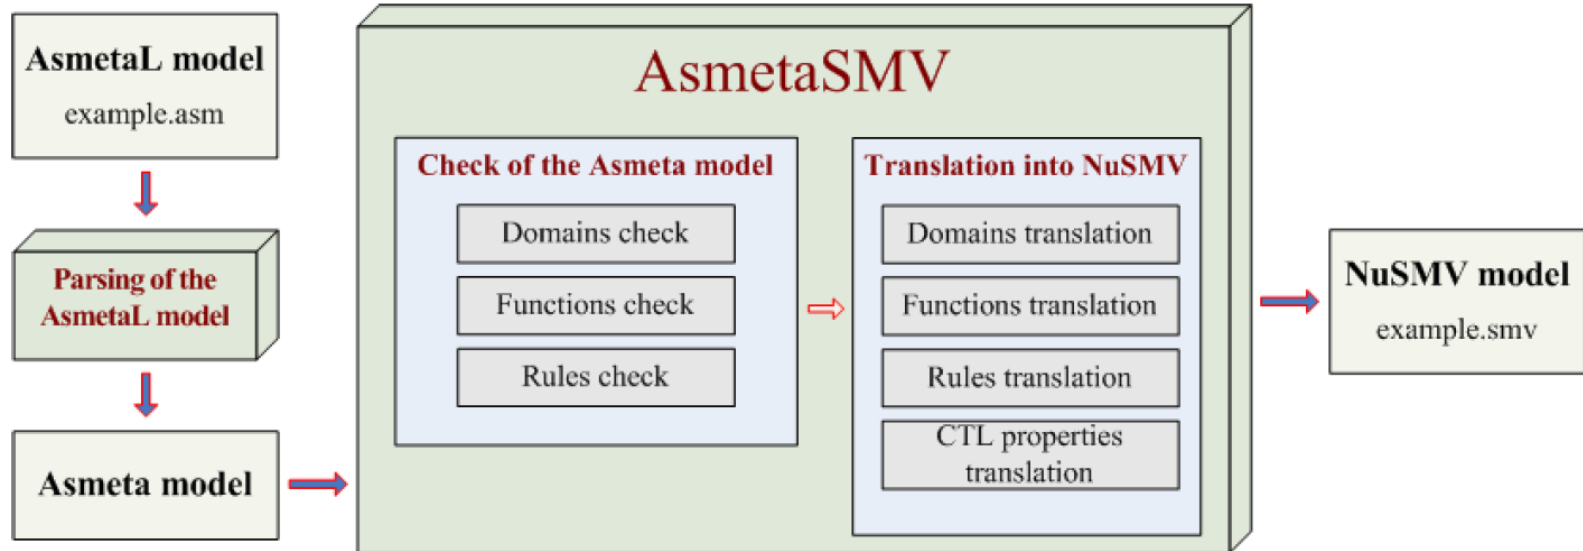 AsmetaL model
example.asm
Parsing of the
AsmetaL model
Asmeta model
AsmetaSMV
Check of the Asmeta model
Domains check
Functions check
Rules check
Translation into NuSMV
Domains translation
Functions translation
Rules translation
CTL properties
translation
NuSMV model
example.smv